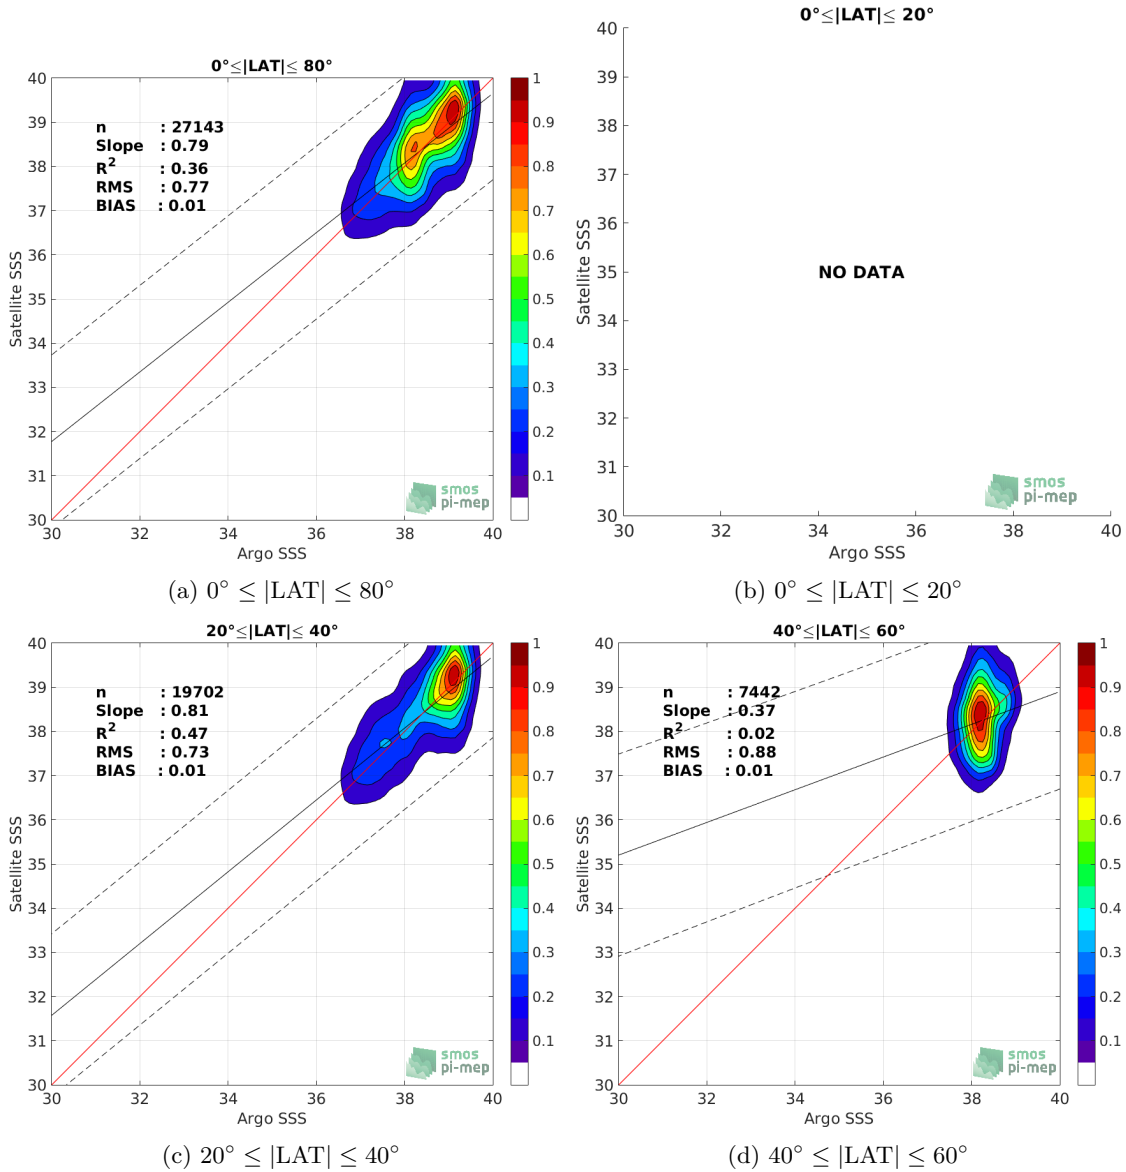 0°≤|LAT|≤ 80°
n : 27143
Slope : 0.79
R² : 0.36
RMS : 0.77
BIAS : 0.01
Satellite SSS
40
39
38
37
36
35
34
33
32
31
30
30 32 34 36 38 40
Argo SSS
1
0.9
0.8
0.7
0.6
0.5
0.4
0.3
0.2
0.1
smos
pi-mep
(a) 0° ≤ |LAT| ≤ 80°
0°≤|LAT|≤ 20°
Satellite SSS
40
39
38
37
36
35
34
33
32
31
30
NO DATA
30 32 34 36 38 40
Argo SSS
smos
pi-mep
(b) 0° ≤ |LAT| ≤ 20°
20°≤|LAT|≤ 40°
n : 19702
Slope : 0.81
R² : 0.47
RMS : 0.73
BIAS : 0.01
Satellite SSS
40
39
38
37
36
35
34
33
32
31
30
30 32 34 36 38 40
Argo SSS
1
0.9
0.8
0.7
0.6
0.5
0.4
0.3
0.2
0.1
smos
pi-mep
(c) 20° ≤ |LAT| ≤ 40°
40°≤|LAT|≤ 60°
n : 7442
Slope : 0.37
R² : 0.02
RMS : 0.88
BIAS : 0.01
Satellite SSS
40
39
38
37
36
35
34
33
32
31
30
30 32 34 36 38 40
Argo SSS
1
0.9
0.8
0.7
0.6
0.5
0.4
0.3
0.2
0.1
smos
pi-mep
(d) 40° ≤ |LAT| ≤ 60°